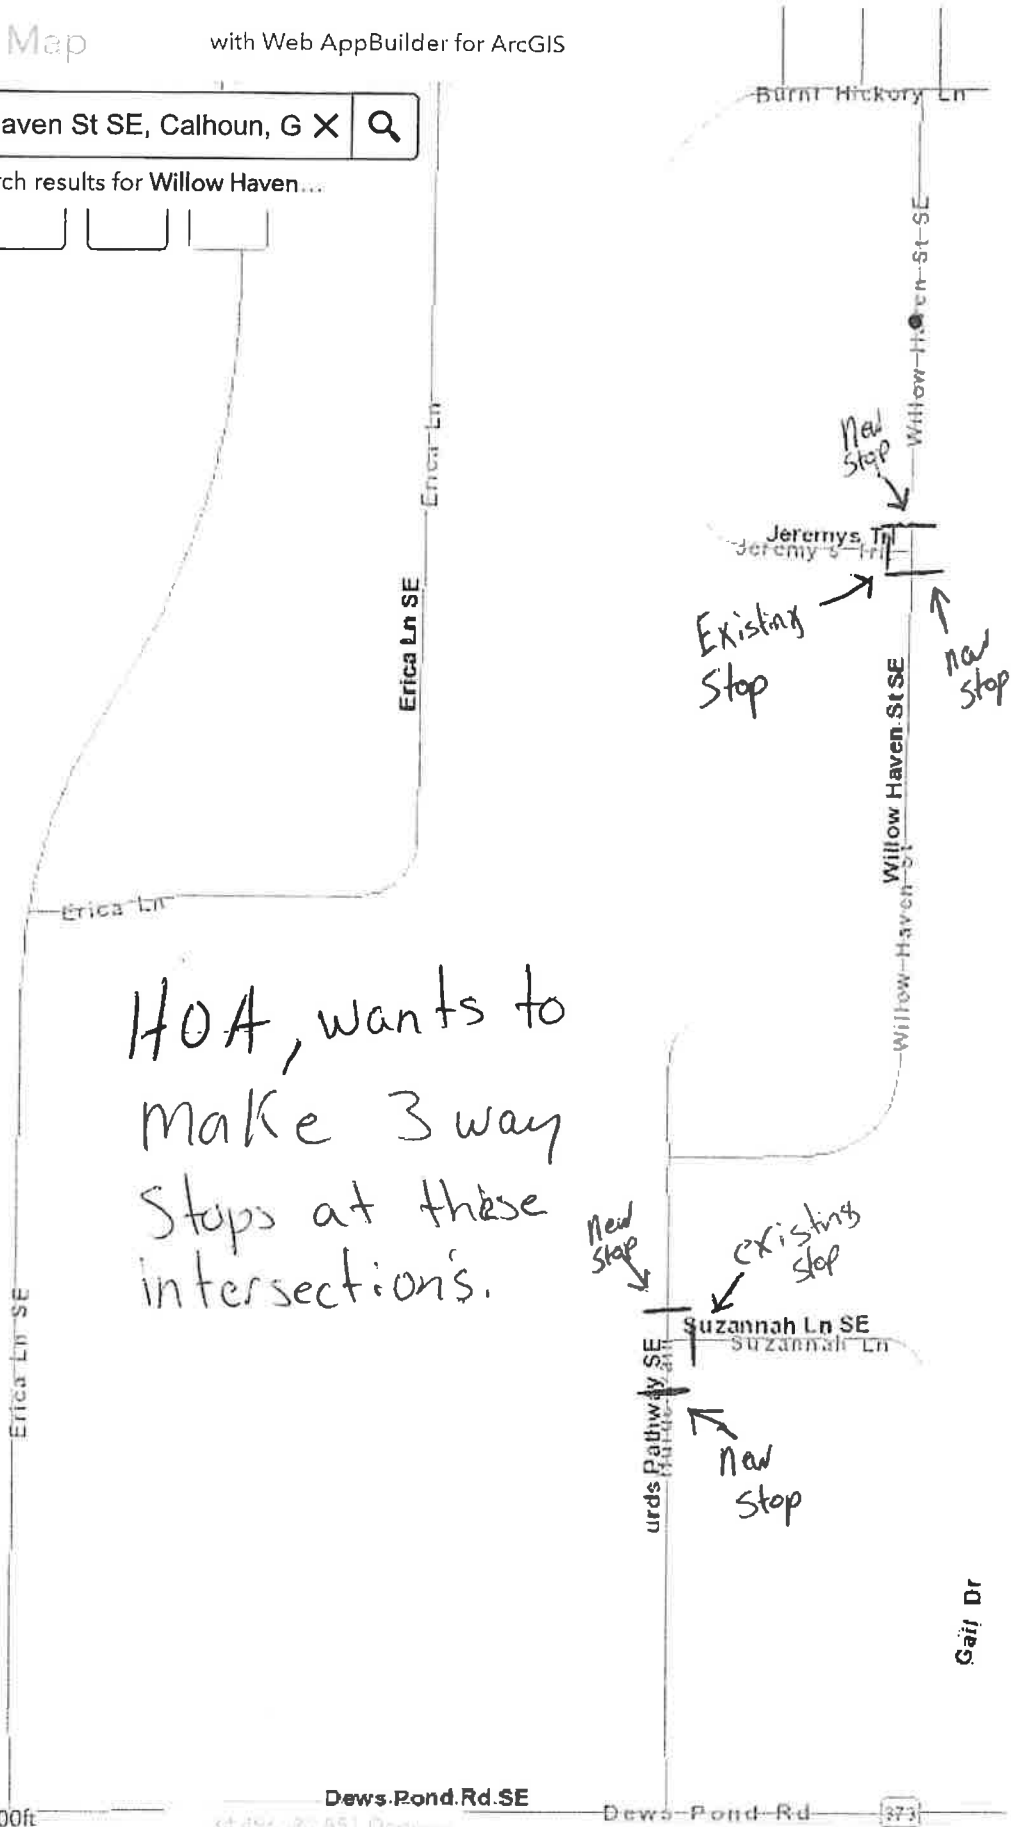 Map
with Web AppBuilder for ArcGIS
aven St SE, Calhoun, G X
rch results for Willow Haven...
Burnt Hickory Ln
Willow Haven St SE
Erica Ln
new
stop
Jeremys Trl
Jeremy's Trl
Existing
Stop
new
stop
Erica Ln SE
Willow Haven St SE
Willow Haven St
Erica Ln
HOA, wants to
make 3 way
Stops at these
intersection's.
new
stop
existing
stop
Suzannah Ln SE
Suzannah Ln
urds Pathway SE
new
stop
Erica Ln SE
Gail Dr
Dews Pond Rd SE
Dews Pond Rd
373
00ft